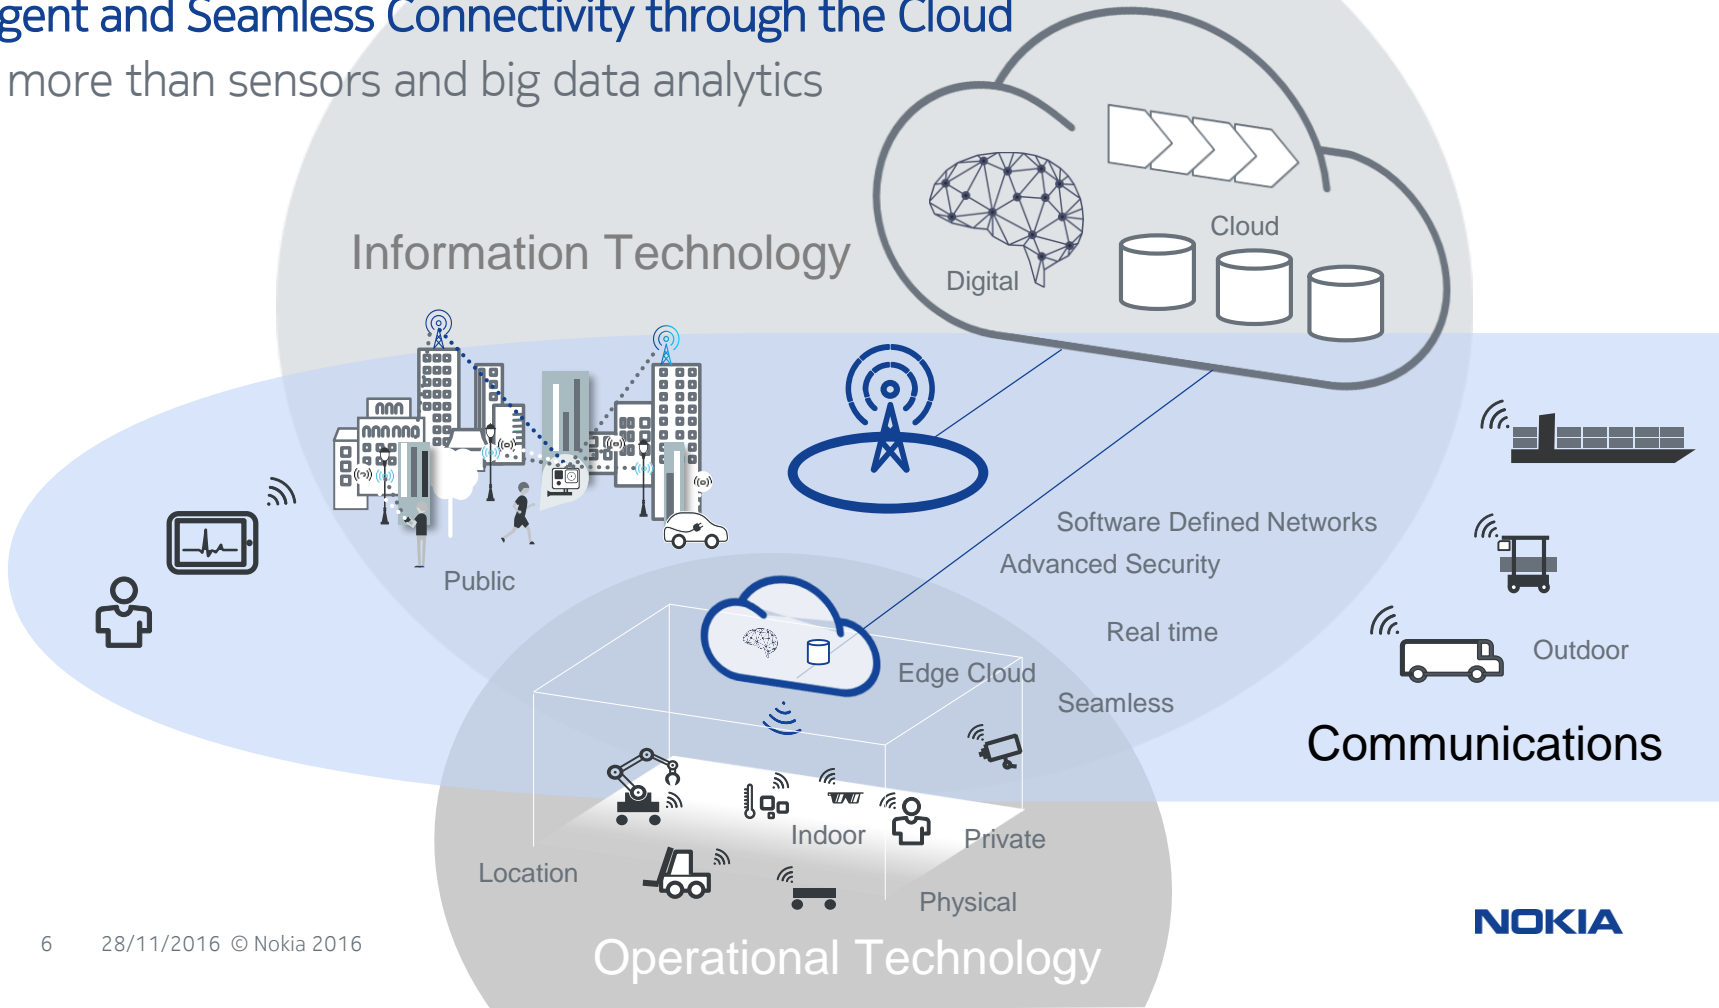 gent and Seamless Connectivity through the Cloud
more than sensors and big data analytics
Cloud
Information Technology
Digital
Software Defined Networks
Advanced Security
Public
Real time
Outdoor
Edge Cloud
Seamless
Communications
Indoor
Private
Location
Physical
NOKIA
6 28/11/2016 © Nokia 2016
Operational Technology